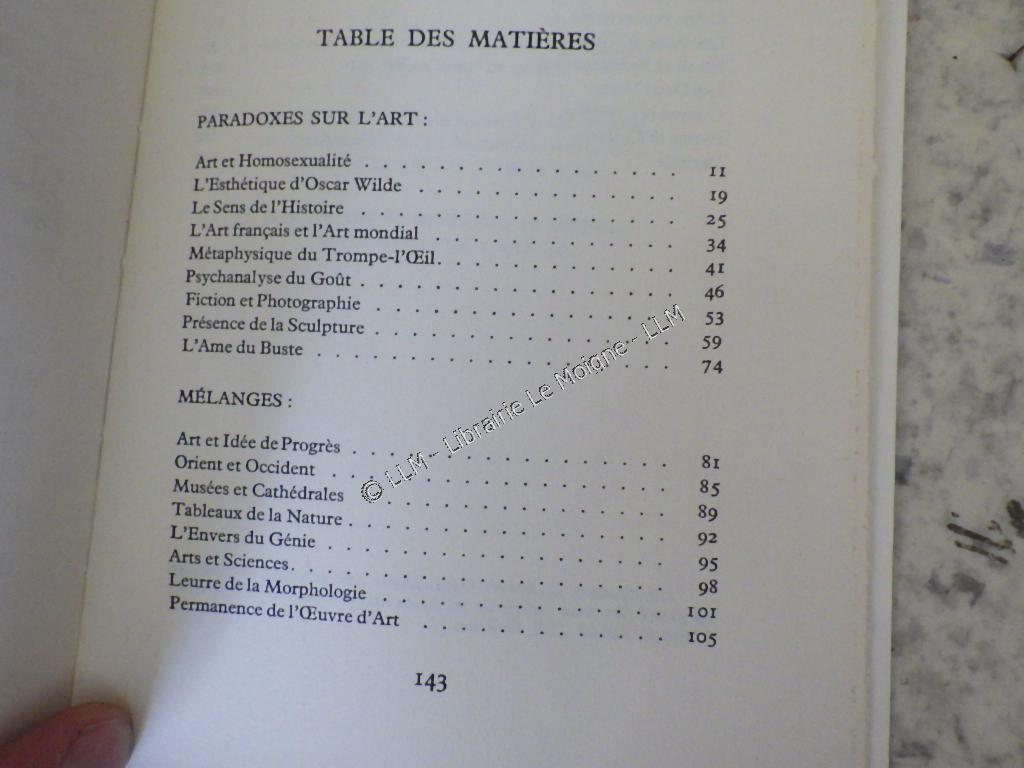 TABLE DES MATIÈRES
PARADOXES SUR L'ART :
Art et Homosexualité . . . . . . . . . . . . . . . . 11
L'Esthétique d'Oscar Wilde . . . . . . . . . . . . . . 19
Le Sens de l'Histoire . . . . . . . . . . . . . . . . 25
L'Art français et l'Art mondial . . . . . . . . . . . . . 34
Métaphysique du Trompe-l'Œil. . . . . . . . . . . . . 41
Psychanalyse du Goût . . . . . . . . . . . . . . . . 46
Fiction et Photographie . . . . . . . . . . . . . . . 53
Présence de la Sculpture . . . . . . . . . . . . . . . 59
L'Ame du Buste . . . . . . . . . . . . . . . . . . 74
MÉLANGES :
Art et Idée de Progrès . . . . . . . . . . . . . . . . 81
Orient et Occident . . . . . . . . . . . . . . . . . 85
Musées et Cathédrales . . . . . . . . . . . . . . . . 89
Tableaux de la Nature . . . . . . . . . . . . . . . . 92
L'Envers du Génie . . . . . . . . . . . . . . . . . 95
Arts et Sciences. . . . . . . . . . . . . . . . . . . 98
Leurre de la Morphologie . . . . . . . . . . . . . . . 101
Permanence de l'Œuvre d'Art . . . . . . . . . . . . . 105
143
© LLM – Librairie Le Moigne - LLM